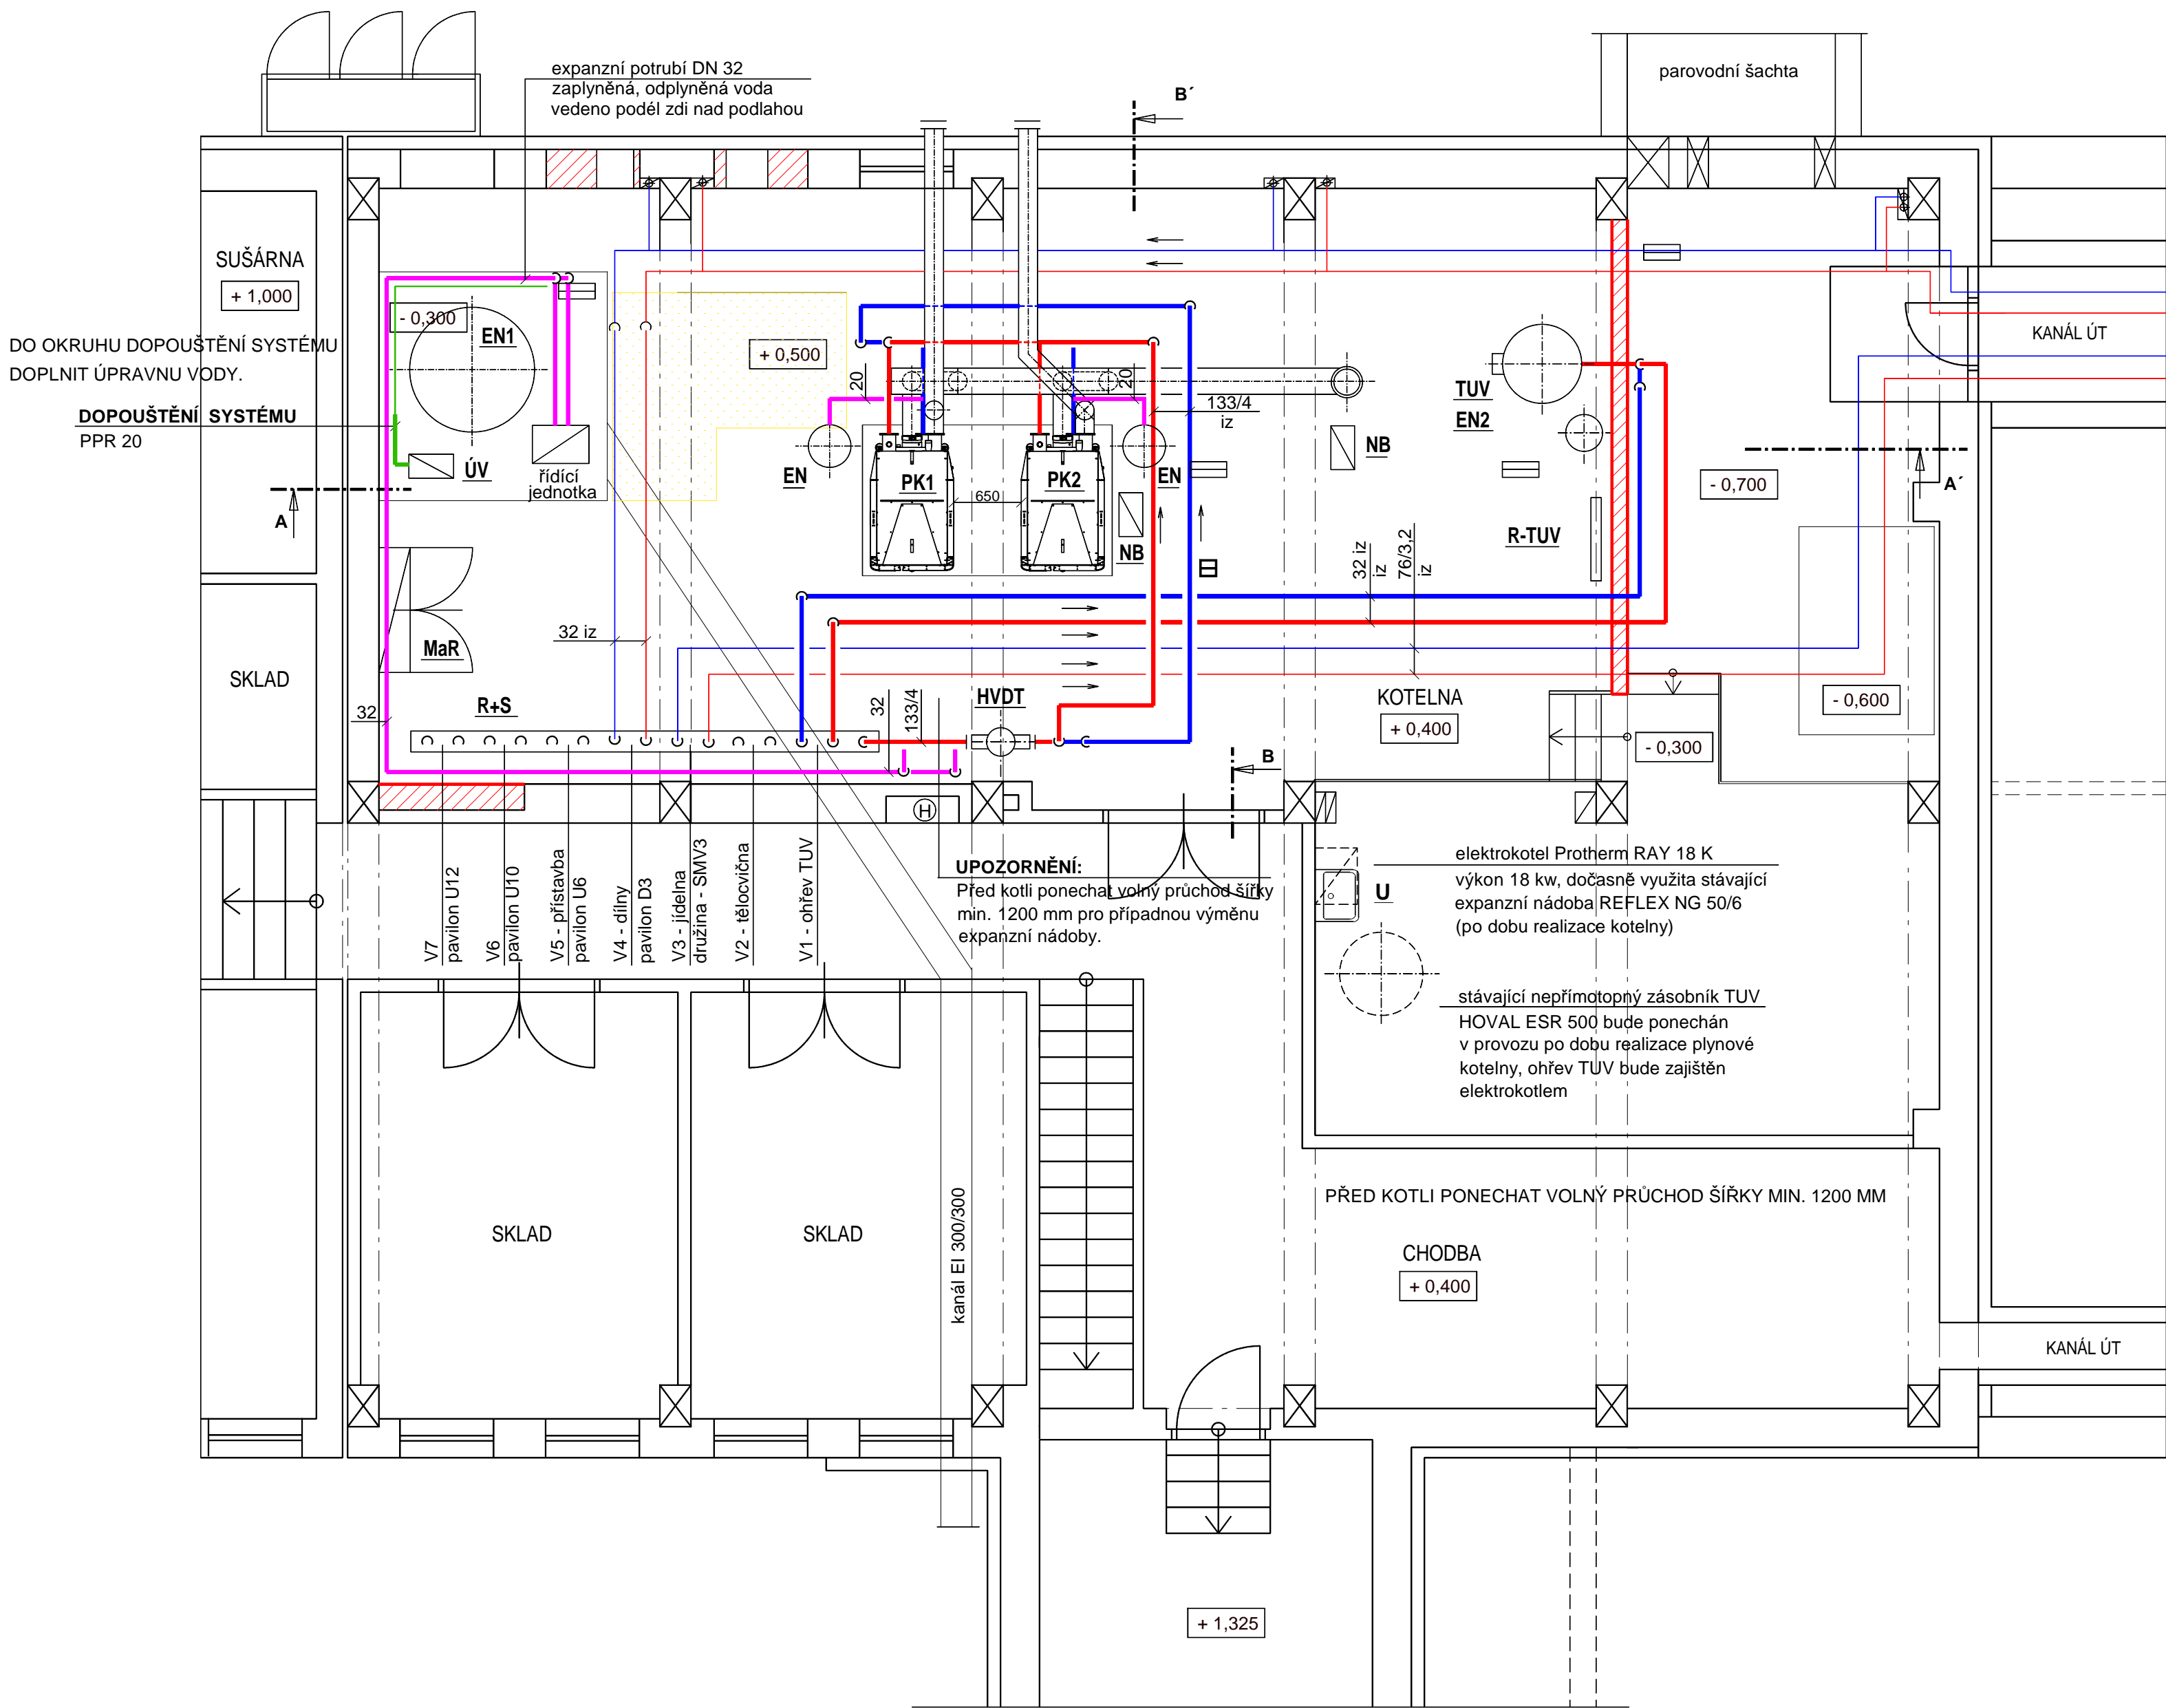 expanzní potrubí DN 32
zaplyněná, odplyněná voda
vedeno podél zdi nad podlahou
B´
parovodní šachta
SUŠÁRNA
+ 1,000
- 0,300
EN1
DO OKRUHU DOPOUŠTĚNÍ SYSTÉMU
DOPLNIT ÚPRAVNU VODY.
DOPOUŠTĚNÍ SYSTÉMU
PPR 20
ÚV
řídící
jednotka
A
+ 0,500
20
20
133/4
iz
EN
PK1
650
PK2
EN
NB
NB
TUV
EN2
R-TUV
KANÁL ÚT
- 0,700
A´
32 iz
iz
76/3,2
iz
MaR
32 iz
SKLAD
32
R+S
32
133/4
HVDT
KOTELNA
+ 0,400
- 0,300
- 0,600
B
H
V7
pavilon U12
V6
pavilon U10
V5 - přístavba
pavilon U6
V4 - dílny
pavilon D3
V3 - jídelna
družina - SMV3
V2 - tělocvična
V1 - ohřev TUV
UPOZORNĚNÍ:
Před kotli ponechat volný průchod šířky
min. 1200 mm pro případnou výměnu
expanzní nádoby.
U
elektrokotel Protherm RAY 18 K
výkon 18 kw, dočasně využita stávající
expanzní nádoba REFLEX NG 50/6
(po dobu realizace kotelny)
stávající nepřímotopný zásobník TUV
HOVAL ESR 500 bude ponechán
v provozu po dobu realizace plynové
kotelny, ohřev TUV bude zajištěn
elektrokotlem
PŘED KOTLI PONECHAT VOLNÝ PRŮCHOD ŠÍŘKY MIN. 1200 MM
SKLAD
SKLAD
kanál El 300/300
CHODBA
+ 0,400
KANÁL ÚT
+ 1,325